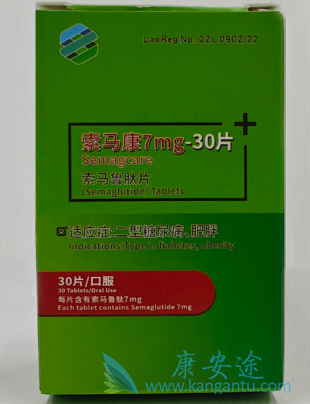 Lao Reg No: 02 L 0902/22
索马康7mg-30片
Semagcare
索马鲁肽片
(Semaglutide) Tablets
适应症:二型糖尿病、肥胖
Indications:Type 2 diabetes, obesity
30片/口服
30 Tablets/Oral Use
每片含有索马鲁肽7mg
Each tablet contains Semaglutide 7mg
康安途
www.kangantu.com